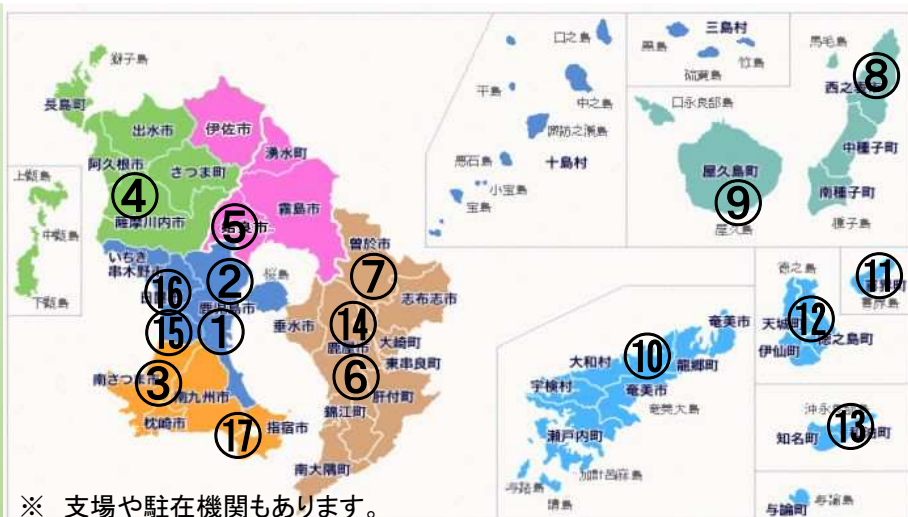 獅子島
長島町
出水市
伊佐市
湧水町
阿久根市
さつま町
④
薩摩川内市
霧島市
⑤
上甑島
中甑島
下甑島
いちき
串木野市
②
桜島
曽於市
⑦
志布志市
⑯
鹿児島市
垂水市
⑭
大崎町
⑮
①
鹿屋市
東串良町
南さつま市
③
⑥
南九州市
肝付町
枕崎市
錦江町
⑰
指宿市
南大隅町
※ 支場や駐在機関もあります。
口之島
平島
中之島
諏訪之瀬島
悪石島
十島村
小宝島
宝島
三島村
黒島
竹島
硫黄島
口永良部島
屋久島町
⑨
屋久島
馬毛島
⑧
中種子町
南種子町
種子島
奄美市
⑩
大和村
龍郷町
宇検村
奄美市
奄美大島
瀬戸内町
加計呂麻島
与路島
請島
徳之島
天城町
⑫
徳之島町
伊仙町
⑪
⑬
知名町
与論島
与論町